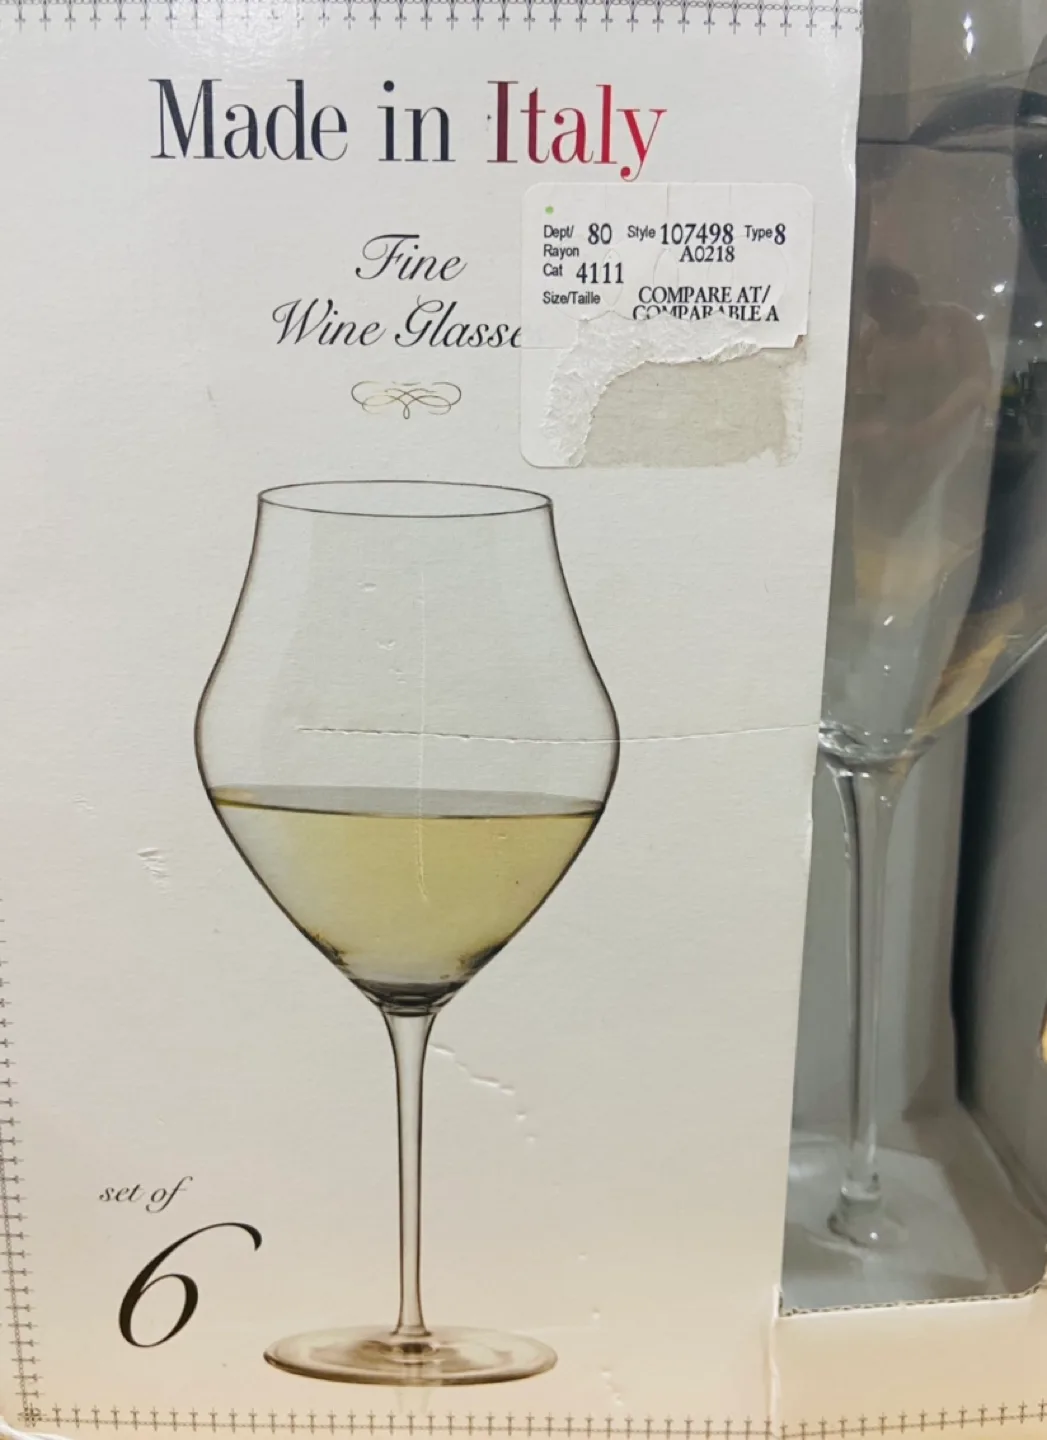 Made in Italy
Fine
Wine Glasse
Dept/ 80 Style 107498 Type 8
Rayon A0218
Cat 4111
Size/Taille COMPARE AT/
COMPARABLE A
set of
6